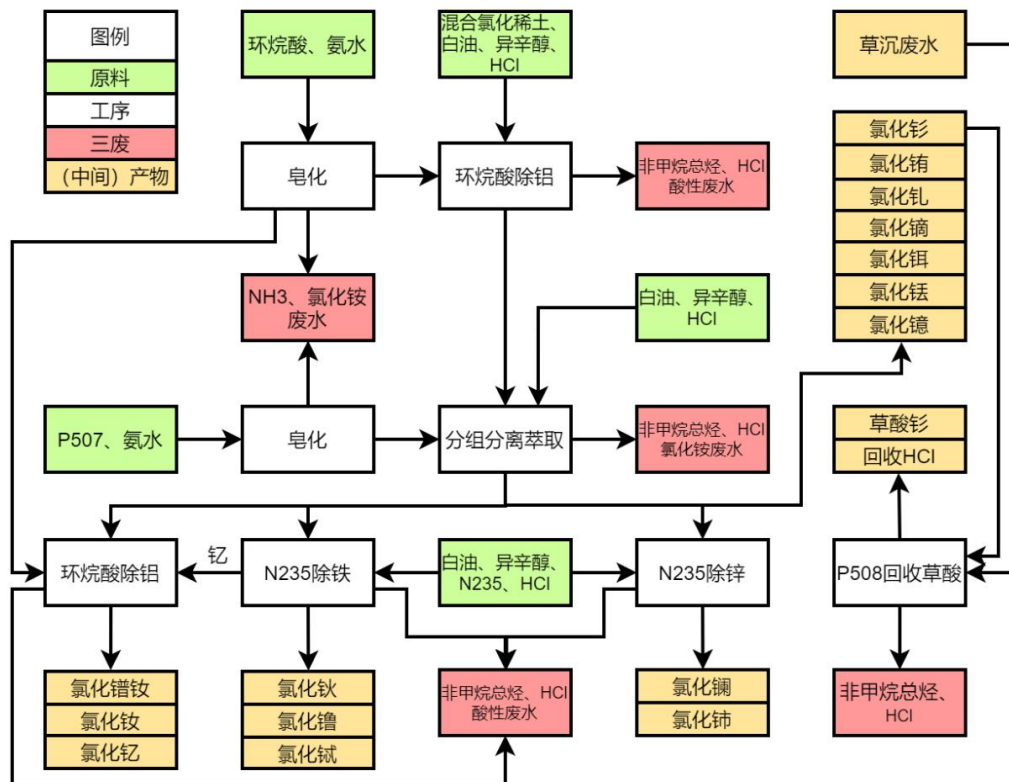 图例
原料
工序
三废
（中间）产物
环烷酸、氨水
混合氯化稀土、
白油、异辛醇、
HCl
草沉废水
皂化
环烷酸除铝
非甲烷总烃、HCl
酸性废水
氯化钐
氯化铕
氯化钆
氯化镝
氯化铒
氯化铥
氯化镱
NH3、氯化铵
废水
白油、异辛醇、
HCl
P507、氨水
皂化
分组分离萃取
非甲烷总烃、HCl
氯化铵废水
草酸钐
回收HCl
环烷酸除铝
钇
N235除铁
白油、异辛醇、
N235、HCl
N235除锌
P508回收草酸
氯化镨钕
氯化钕
氯化钇
氯化钬
氯化镥
氯化铽
非甲烷总烃、HCl
酸性废水
氯化镧
氯化铈
非甲烷总烃、
HCl